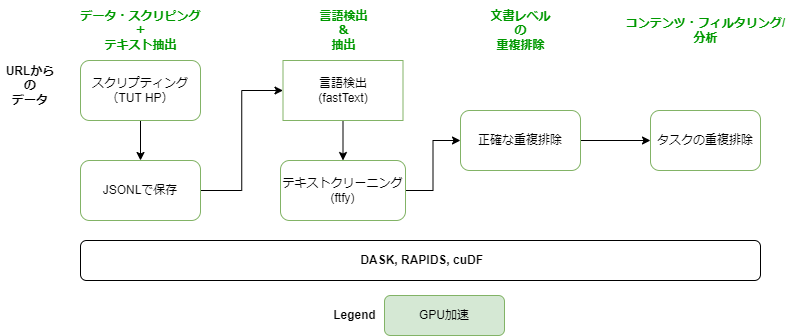 データ・スクリビング
+
テキスト抽出
言語検出
&
抽出
文書レベル
の
重複排除
コンテンツ・フィルタリング/
分析
URLから
の
データ
スクリプティング
（TUT HP）
JSONLで保存
言語検出
(fastText)
テキストクリーニング
(ftfy)
正確な重複排除
タスクの重複排除
DASK, RAPIDS, cuDF
Legend
GPU加速